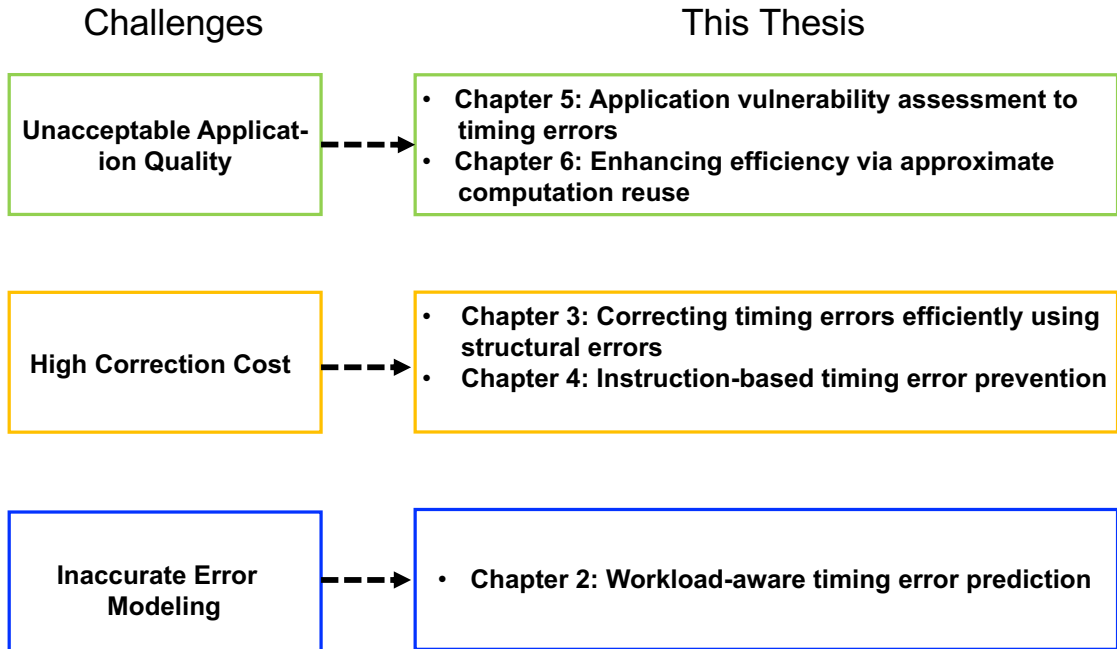 Challenges
This Thesis
Unacceptable Applicat-
ion Quality
• Chapter 5: Application vulnerability assessment to
timing errors
• Chapter 6: Enhancing efficiency via approximate
computation reuse
High Correction Cost
• Chapter 3: Correcting timing errors efficiently using
structural errors
• Chapter 4: Instruction-based timing error prevention
Inaccurate Error
Modeling
• Chapter 2: Workload-aware timing error prediction